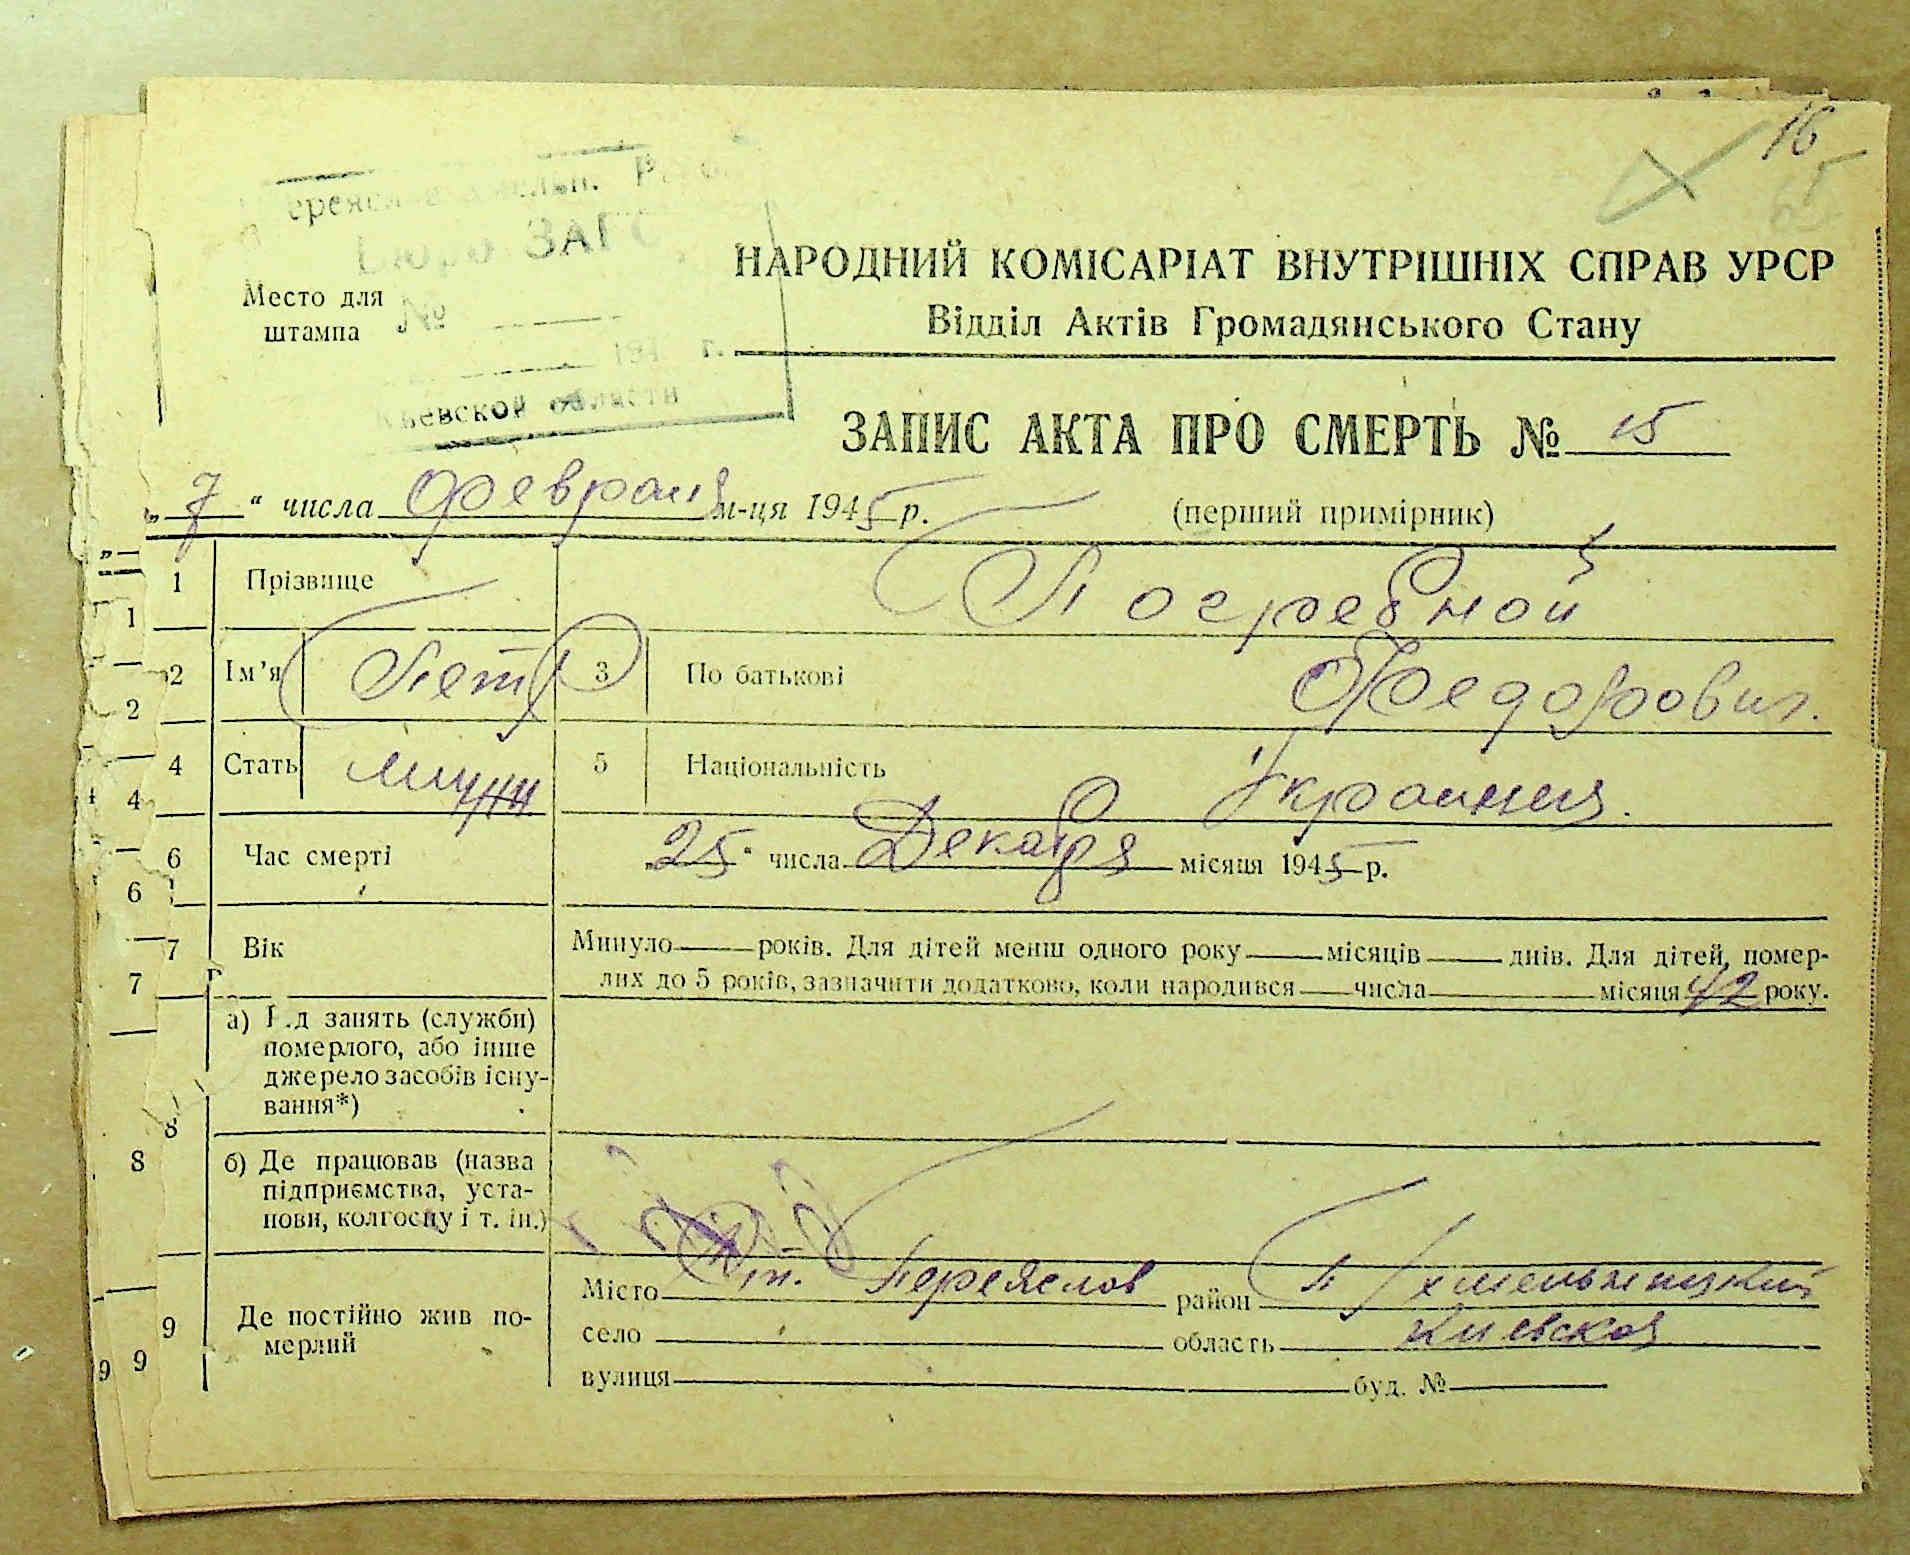 16
Бюро ЗАГС
НАРОДНИЙ КОМІСАРІАТ ВНУТРІШНІХ СПРАВ УРСР
Место для
штампа
№
Відділ Актів Громадянського Стану
194 г.
Киевской области
ЗАПИС АКТА ПРО СМЕРТЬ № 15
„7“ числа Февраля м-ця 1945 р. (перший примірник)
1 Прізвище Погребной
2 Ім'я Петр 3 По батькові Федорович
4 Стать мужч 5 Національність Украинец.
6 Час смерті „25“ числа Декабря місяця 1945 р.
7 Вік Минуло років. Для дітей менш одного року місяців днів. Для дітей, помер-
лих до 5 років, зазначити додатково, коли народився числа місяця 42 року.
а) Рід занять (служби)
померлого, або інше
джерело засобів існу-
вання*)
8
б) Де працював (назва
підприємства, уста-
нови, колгоспу і т. ін.)
9 Де постійно жив по-
мерлий
Місто Переяслов район П Хмельницкий
село область Киевской
вулиця буд. №